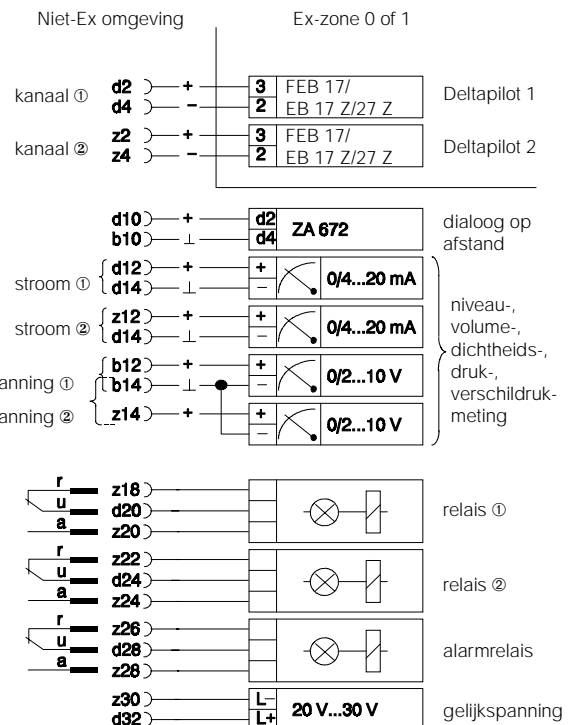 Niet-Ex omgeving Ex-zone 0 of 1
kanaal ① d2 + 3 FEB 17/ Deltapilot 1
d4 − 2 EB 17 Z/27 Z
kanaal ② z2 + 3 FEB 17/ Deltapilot 2
z4 − 2 EB 17 Z/27 Z
d10 + d2 ZA 672 dialoog op
b10 ⊥ d4 afstand
stroom ① d12 + + 0/4...20 mA
d14 ⊥ −
stroom ② z12 + + 0/4...20 mA
d14 ⊥ −
anning ① b12 + + 0/2...10 V
b14 ⊥ −
anning ② z14 + + 0/2...10 V
−
niveau-,
volume-,
dichtheids-,
druk-,
verschildruk-
meting
r z18
u d20 relais ①
a z20
r z22
u d24 relais ②
a z24
r z26
u d28 alarmrelais
a z28
z30 L− 20 V...30 V gelijkspanning
d32 L+